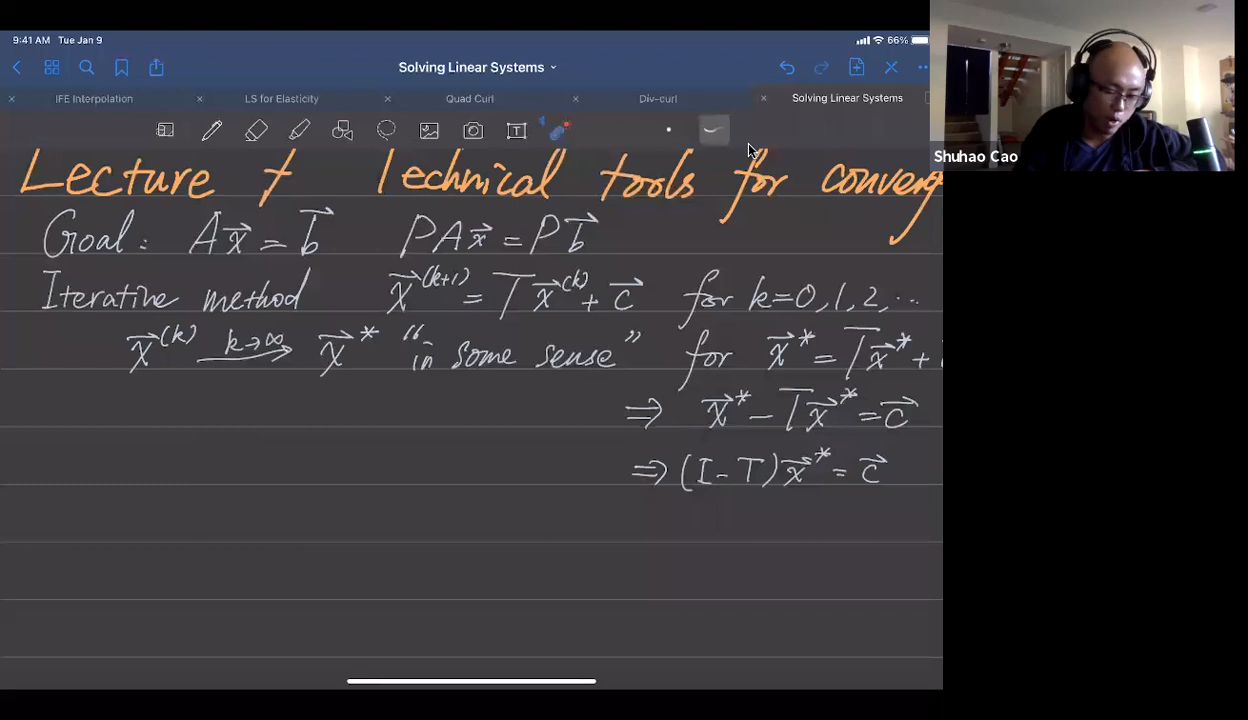 9:41 AM Tue Jan 9
66%
Solving Linear Systems
IFE Interpolation
LS for Elasticity
Quad Curl
Div-curl
Solving Linear Systems
Shuhao Cao
Lecture 7 Technical tools for converg
Goal: Ax⃗ = b⃗ PAx⃗ = Pb⃗
Iterative method x⃗^(k+1) = Tx⃗^(k) + c⃗ for k=0,1,2,...
x⃗^(k) k→∞ → x⃗* "in some sense" for x⃗* = Tx⃗* +
⇒ x⃗* - Tx⃗* = c⃗
⇒ (I - T)x⃗* = c⃗